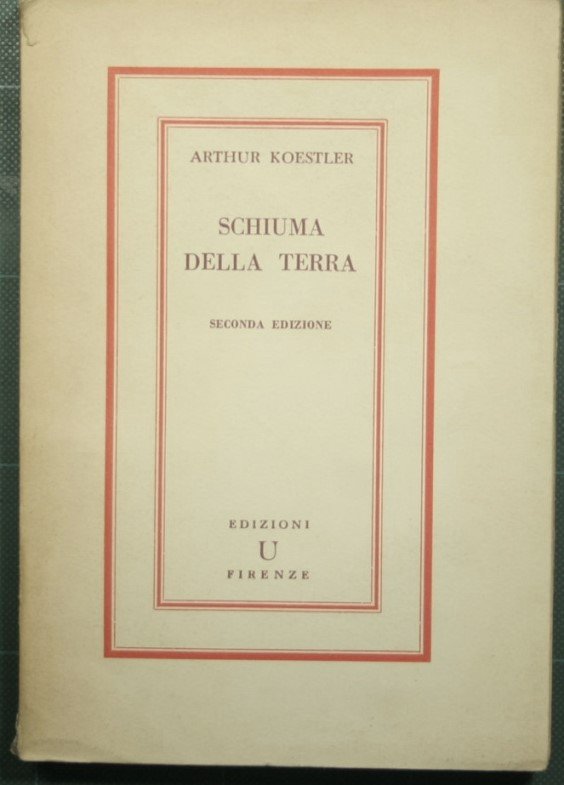 ARTHUR KOESTLER
SCHIUMA
DELLA TERRA
SECONDA EDIZIONE
EDIZIONI
U
FIRENZE